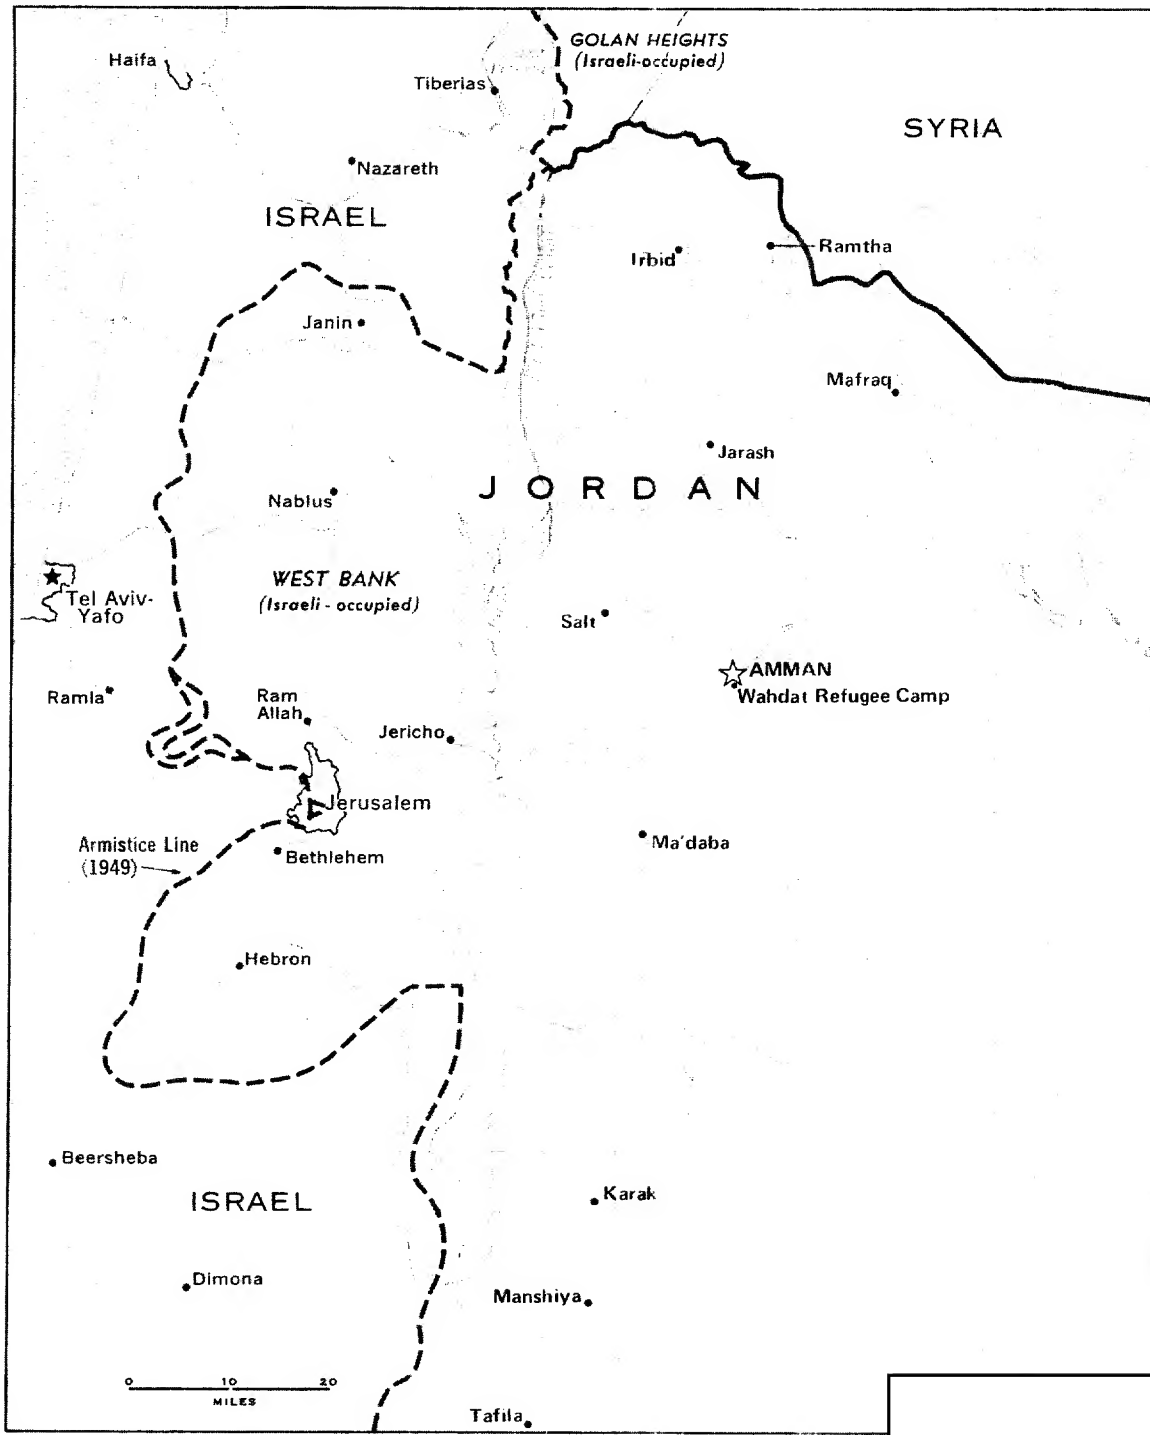 GOLAN HEIGHTS
(Israeli-occupied)
Haifa
Tiberias
SYRIA
Nazareth
ISRAEL
Irbid
Ramtha
Janin
Mafraq
Jarash
JORDAN
Nablus
WEST BANK
(Israeli - occupied)
Tel Aviv-
Yafo
Salt
AMMAN
Wahdat Refugee Camp
Ramla
Ram
Allah
Jericho
Jerusalem
Armistice Line
(1949)
Bethlehem
Ma'daba
Hebron
Beersheba
ISRAEL
Karak
Dimona
Manshiya
0 10 20
MILES
Tafila